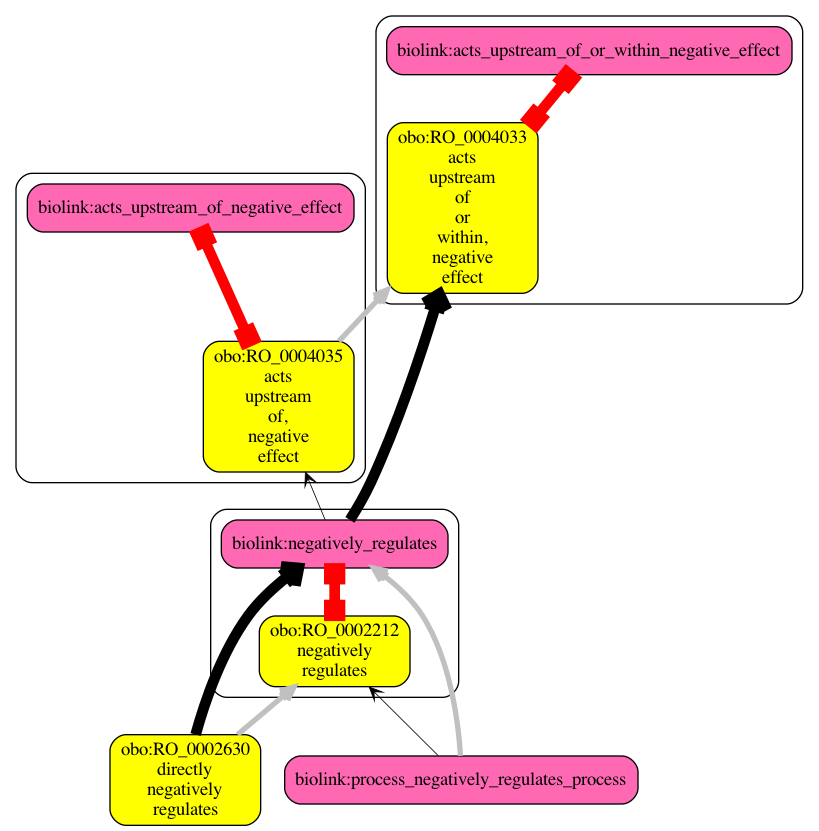 biolink:acts_upstream_of_or_within_negative_effect
obo:RO_0004033
acts
upstream
of
or
within,
negative
effect
biolink:acts_upstream_of_negative_effect
obo:RO_0004035
acts
upstream
of,
negative
effect
biolink:negatively_regulates
obo:RO_0002212
negatively
regulates
obo:RO_0002630
directly
negatively
regulates
biolink:process_negatively_regulates_process